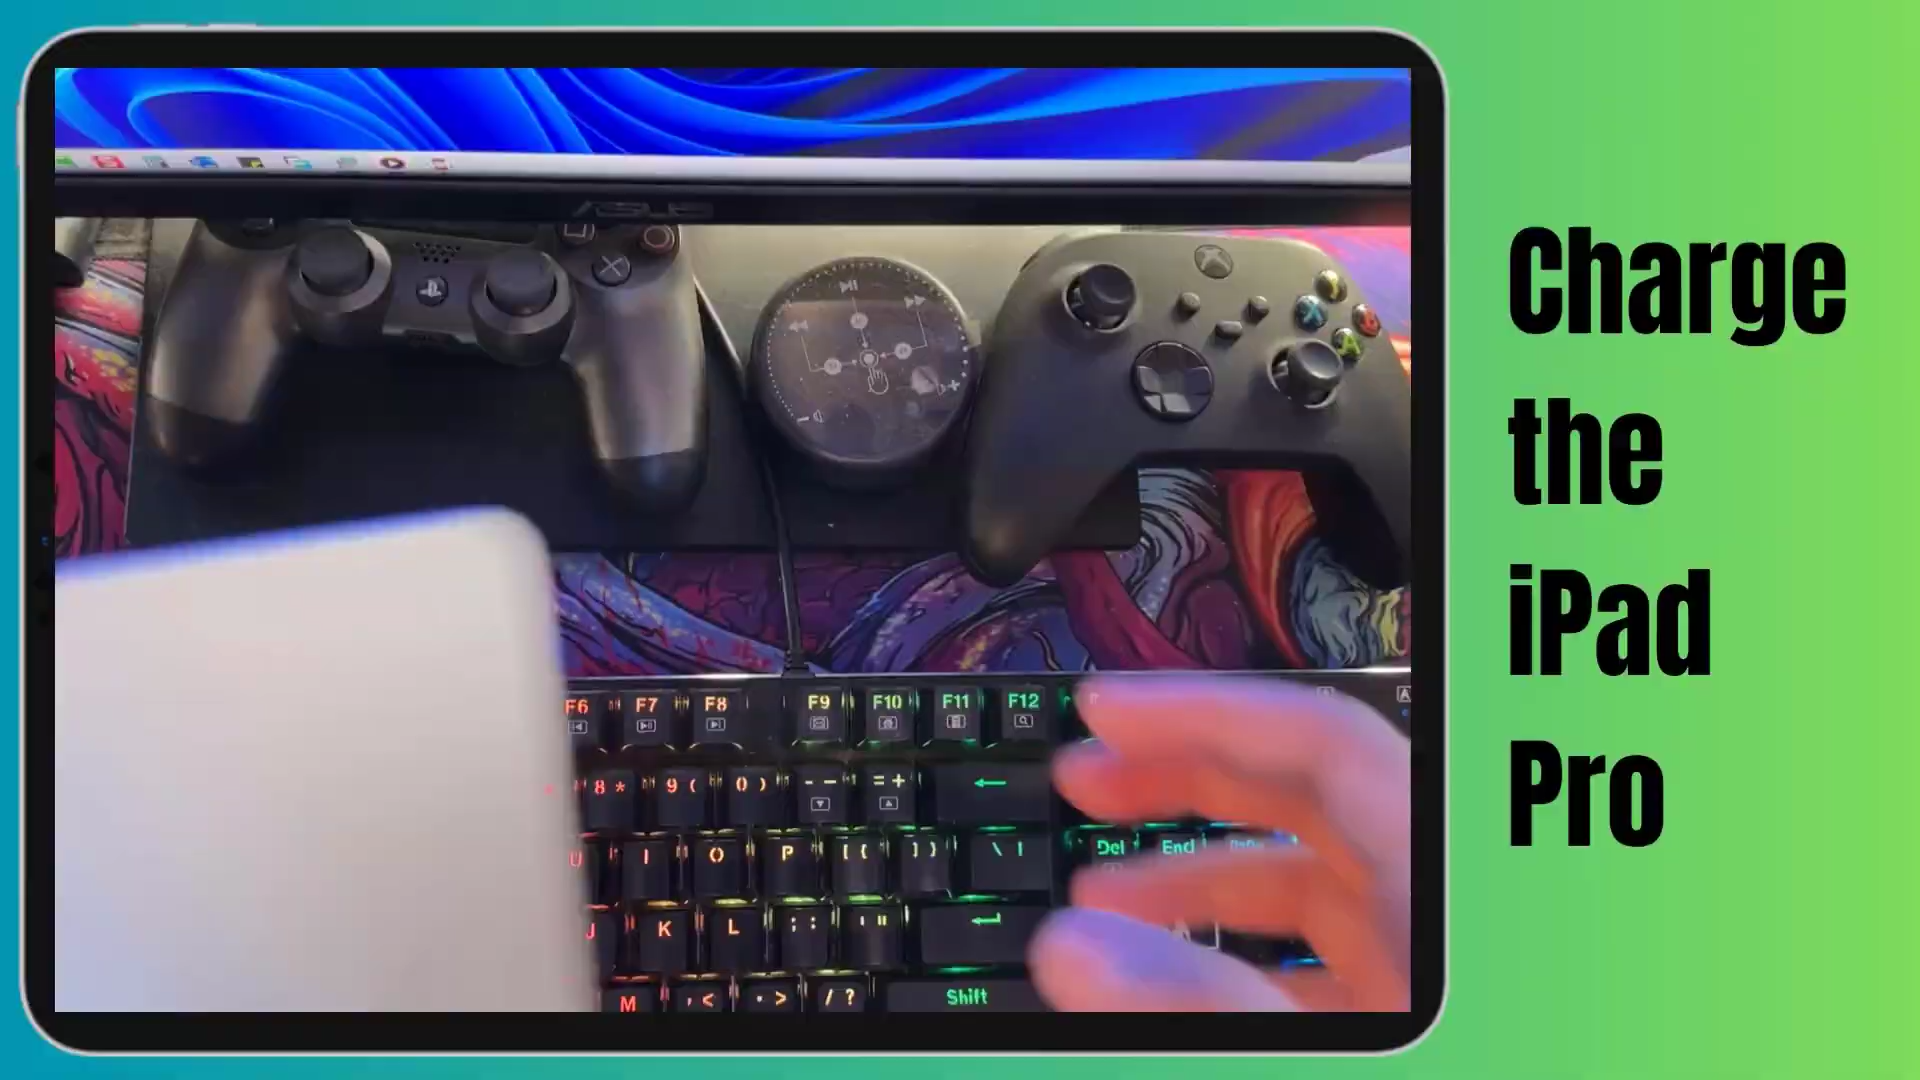 Charge
the
iPad
Pro
ASUS
F6 F7 F8 F9 F10 F11 F12
8 * 9 ( 0 ) - - = +
U I O P [ { ] } \ |
Del End
J K L ; : ' "
M , < . > / ?
Shift